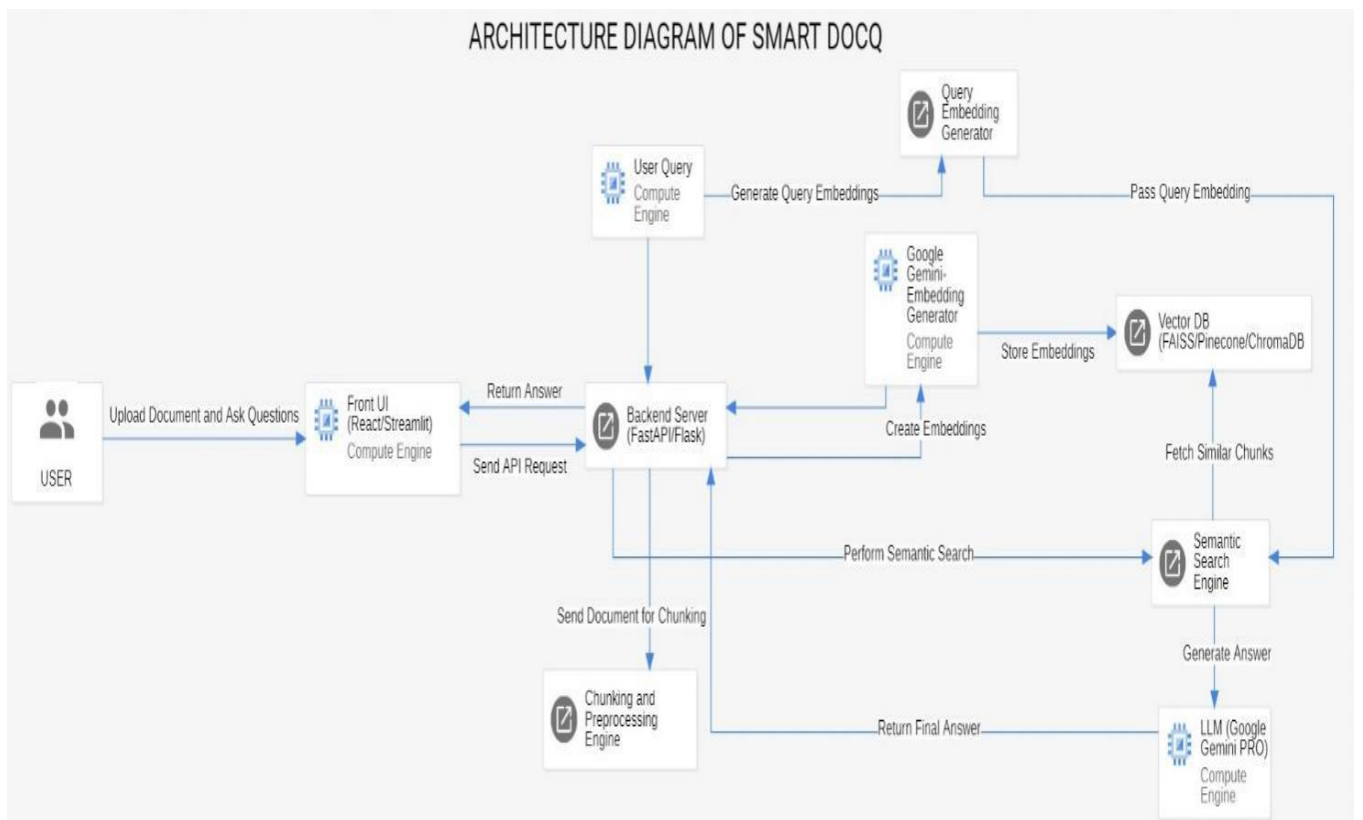 ARCHITECTURE DIAGRAM OF SMART DOCQ
Query
Embedding
Generator
User Query
Compute
Engine
Generate Query Embeddings
Pass Query Embedding
Google
Gemini-
Embedding
Generator
Compute
Engine
Store Embeddings
Vector DB
(FAISS/Pinecone/ChromaDB
USER
Upload Document and Ask Questions
Front UI
(React/Streamlit)
Compute Engine
Return Answer
Send API Request
Backend Server
(FastAPI/Flask)
Create Embeddings
Fetch Similar Chunks
Perform Semantic Search
Semantic
Search
Engine
Send Document for Chunking
Generate Answer
Chunking and
Preprocessing
Engine
Return Final Answer
LLM (Google
Gemini PRO)
Compute
Engine